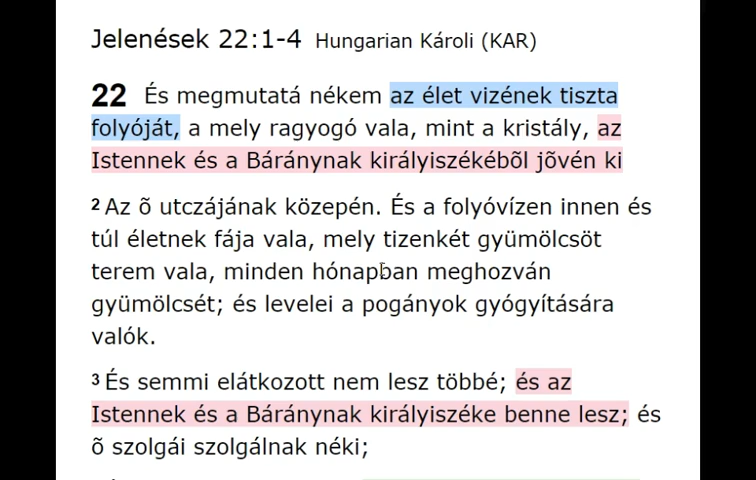 Jelenések 22:1-4 Hungarian Károli (KAR)
22 És megmutatá nékem az élet vizének tiszta
folyóját, a mely ragyogó vala, mint a kristály, az
Istennek és a Báránynak királyiszékébõl jõvén ki
2 Az õ utczájának közepén. És a folyóvízen innen és
túl életnek fája vala, mely tizenkét gyümölcsöt
terem vala, minden hónapban meghozván
gyümölcsét; és levelei a pogányok gyógyítására
valók.
3 És semmi elátkozott nem lesz többé; és az
Istennek és a Báránynak királyiszéke benne lesz; és
õ szolgái szolgálnak néki;